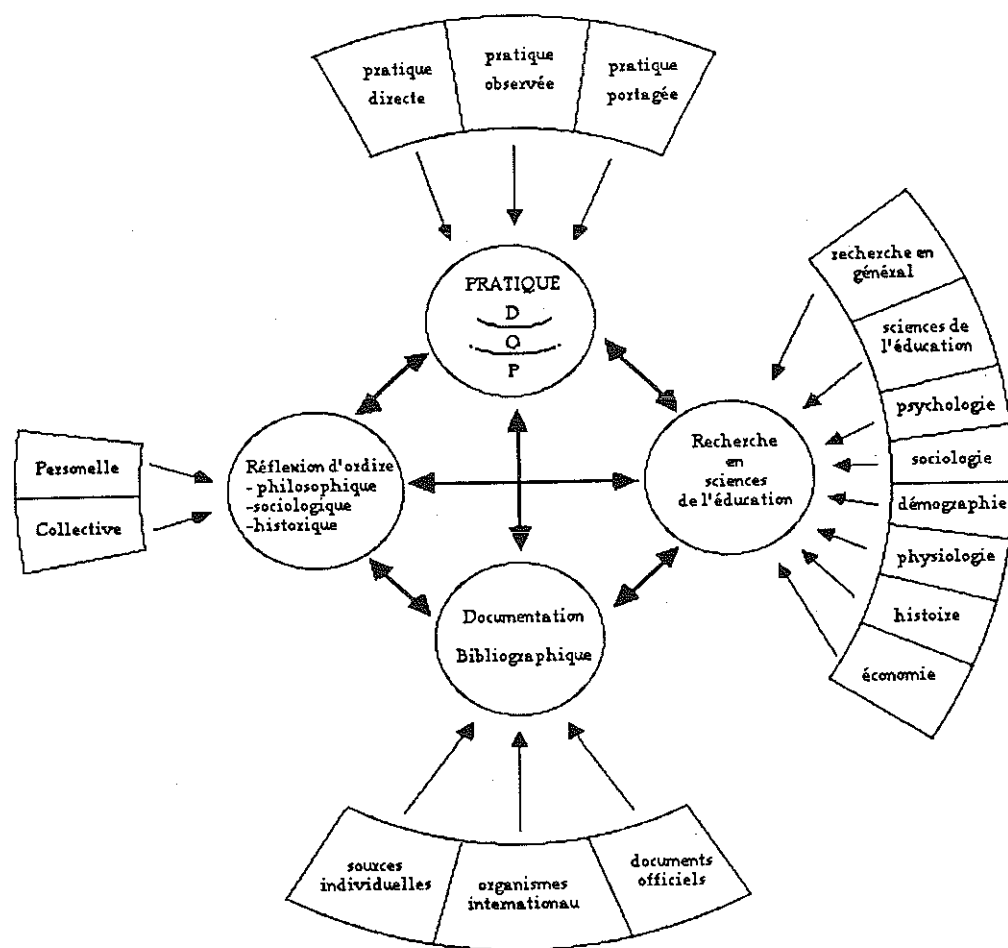 pratique
directe
pratique
observée
pratique
portagée
PRATIQUE
D
O
P
recherche en
général
sciences de
l'éducation
psychologie
sociologie
démographie
physiologie
histoire
économie
Personelle
Collective
Réflexion d'ordire
- philosophique
-sociologique
-historique
Recherche
en
sciences
de l'éducation
Documentation
Bibliographique
sources
individuelles
organismes
internationau
documents
officiels